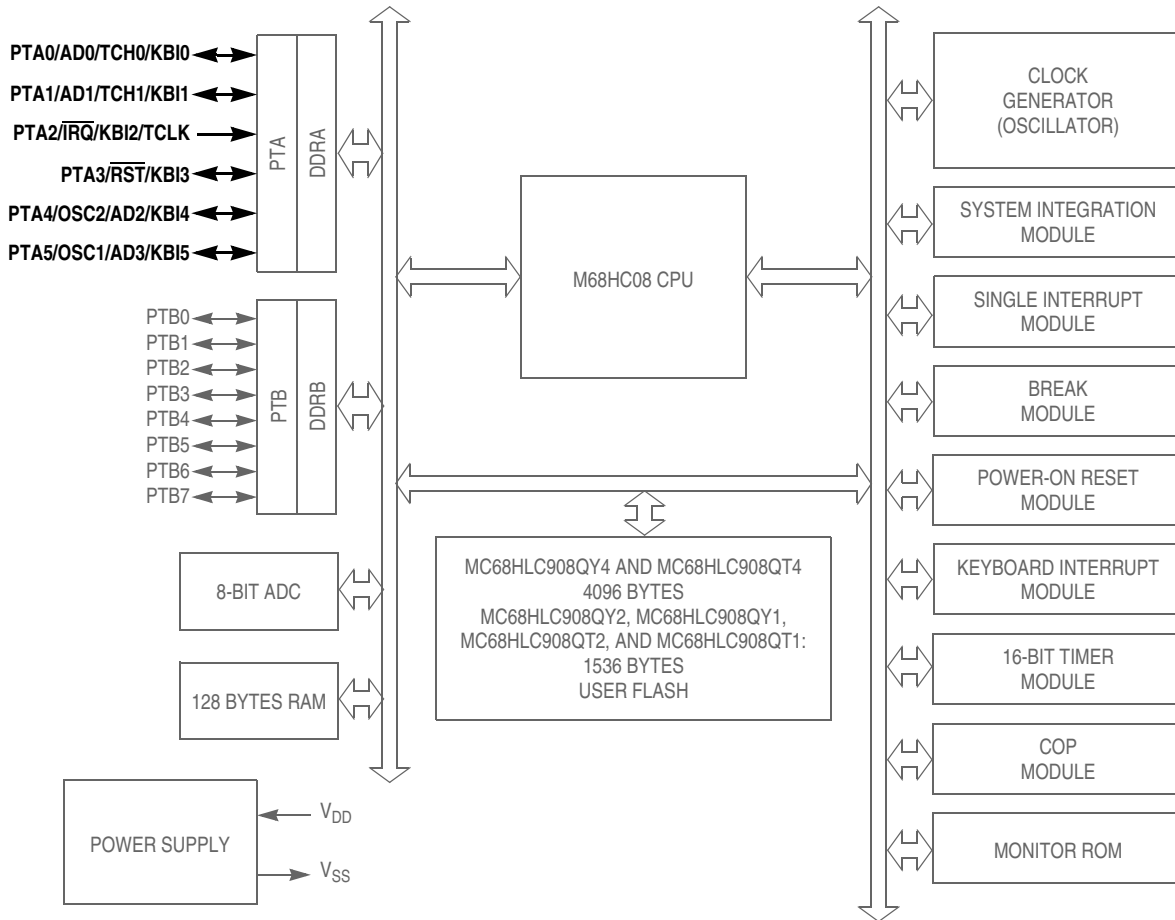 PTA0/AD0/TCH0/KBI0
PTA1/AD1/TCH1/KBI1
PTA2/IRQ/KBI2/TCLK
PTA3/RST/KBI3
PTA4/OSC2/AD2/KBI4
PTA5/OSC1/AD3/KBI5
PTA
DDRA
PTB0
PTB1
PTB2
PTB3
PTB4
PTB5
PTB6
PTB7
PTB
DDRB
8-BIT ADC
128 BYTES RAM
POWER SUPPLY
VDD
VSS
M68HC08 CPU
MC68HLC908QY4 AND MC68HLC908QT4
4096 BYTES
MC68HLC908QY2, MC68HLC908QY1,
MC68HLC908QT2, AND MC68HLC908QT1:
1536 BYTES
USER FLASH
CLOCK
GENERATOR
(OSCILLATOR)
SYSTEM INTEGRATION
MODULE
SINGLE INTERRUPT
MODULE
BREAK
MODULE
POWER-ON RESET
MODULE
KEYBOARD INTERRUPT
MODULE
16-BIT TIMER
MODULE
COP
MODULE
MONITOR ROM